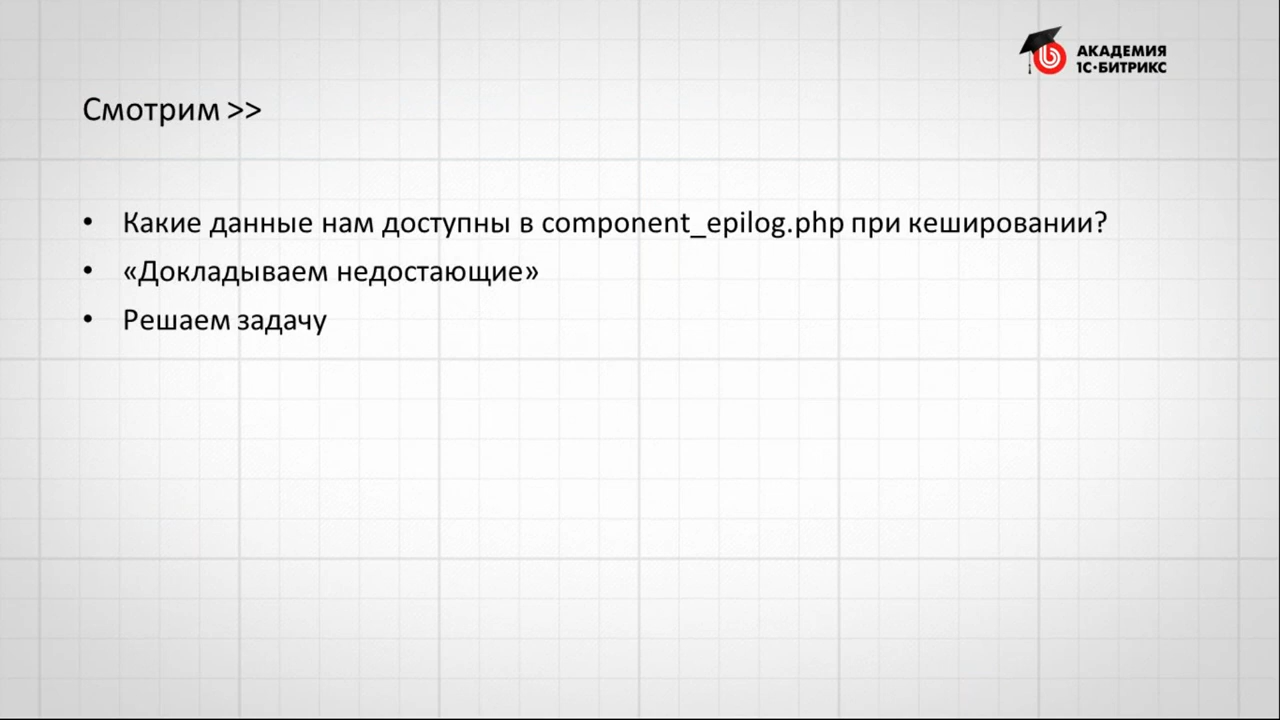 АКАДЕМИЯ
1С·БИТРИКС
Смотрим >>
• Какие данные нам доступны в component_epilog.php при кешировании?
• «Докладываем недостающие»
• Решаем задачу